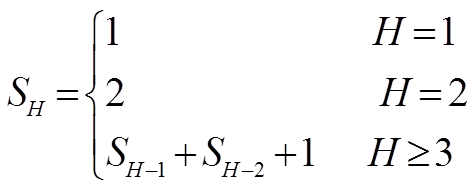 1 H = 1
S_H = { 2 H = 2
S_{H-1} + S_{H-2} + 1 H ≥ 3